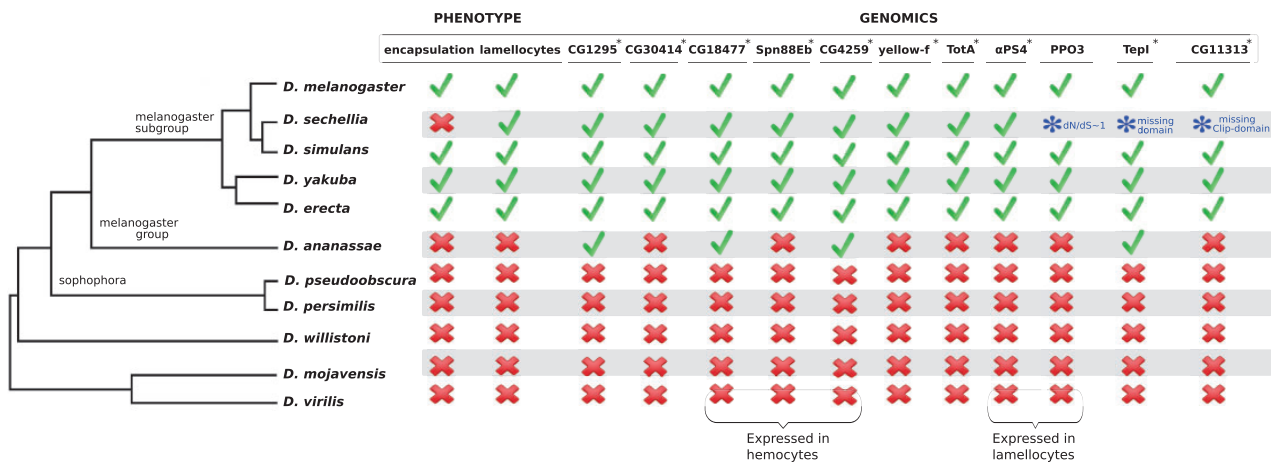 PHENOTYPE GENOMICS
encapsulation lamellocytes CG1295* CG30414* CG18477* Spn88Eb* CG4259* yellow-f* TotA* αPS4* PPO3 TepI* CG11313*
D. melanogaster
melanogaster
subgroup
D. sechellia
dN/dS~1
missing
domain
missing
Clip-domain
D. simulans
D. yakuba
D. erecta
melanogaster
group
D. ananassae
sophophora
D. pseudoobscura
D. persimilis
D. willistoni
D. mojavensis
D. virilis
Expressed in
hemocytes
Expressed in
lamellocytes